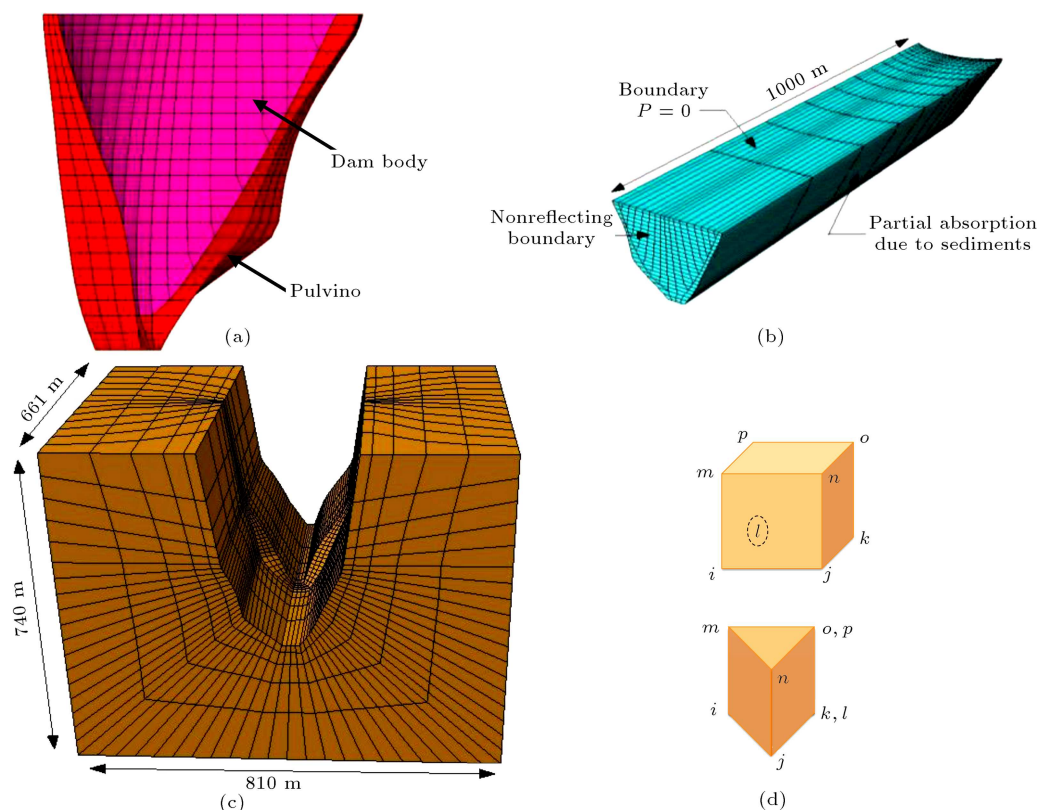 Dam body
Pulvino
(a)
1000 m
Boundary
P = 0
Nonreflecting
boundary
Partial absorption
due to sediments
(b)
661 m
740 m
810 m
(c)
p
o
m
n
l
k
i
j
m
o, p
n
i
k, l
j
(d)